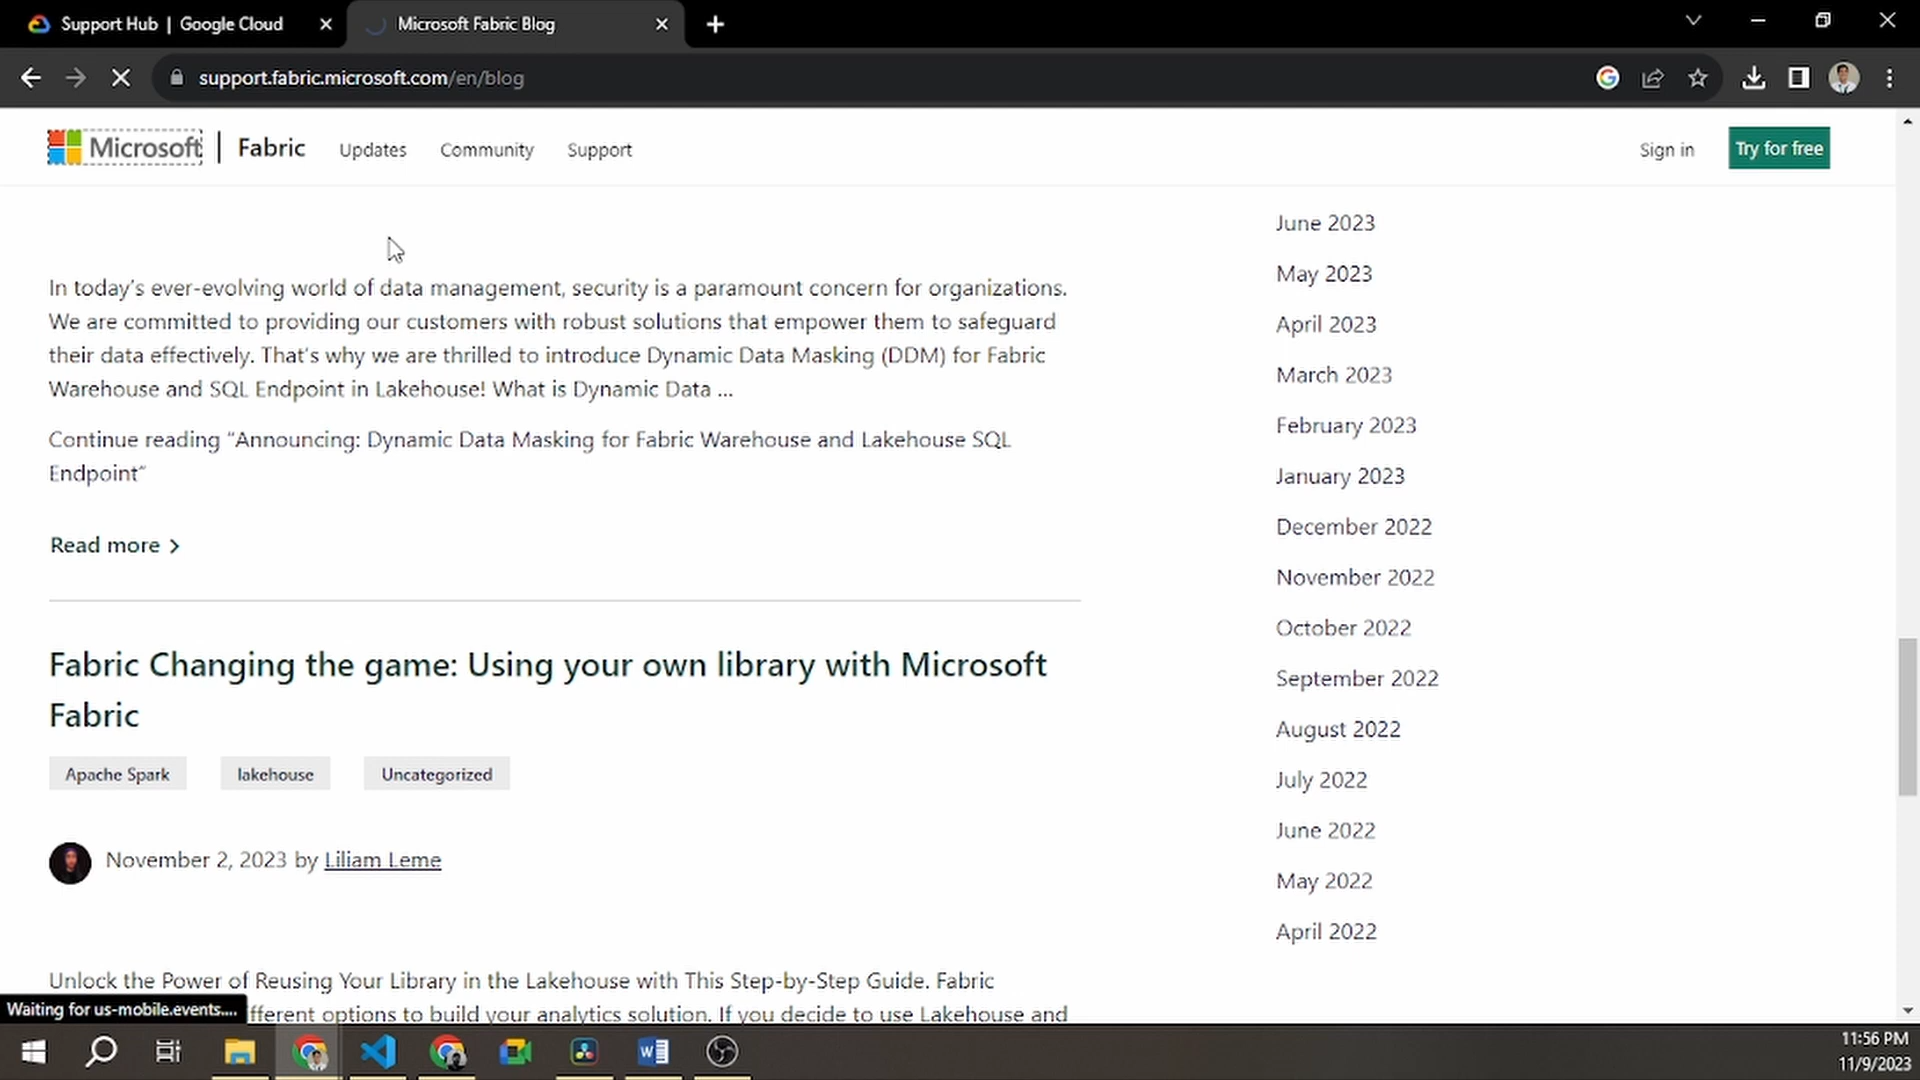 Support Hub | Google Cloud
Microsoft Fabric Blog
support.fabric.microsoft.com/en/blog
Microsoft | Fabric Updates Community Support Sign in Try for free
In today's ever-evolving world of data management, security is a paramount concern for organizations.
We are committed to providing our customers with robust solutions that empower them to safeguard
their data effectively. That's why we are thrilled to introduce Dynamic Data Masking (DDM) for Fabric
Warehouse and SQL Endpoint in Lakehouse! What is Dynamic Data ...
Continue reading “Announcing: Dynamic Data Masking for Fabric Warehouse and Lakehouse SQL
Endpoint”
Read more
Fabric Changing the game: Using your own library with Microsoft
Fabric
Apache Spark lakehouse Uncategorized
November 2, 2023 by Liliam Leme
Unlock the Power of Reusing Your Library in the Lakehouse with This Step-by-Step Guide. Fabric
fferent options to build your analytics solution. If you decide to use Lakehouse and
June 2023
May 2023
April 2023
March 2023
February 2023
January 2023
December 2022
November 2022
October 2022
September 2022
August 2022
July 2022
June 2022
May 2022
April 2022
Waiting for us-mobile.events....
11:56 PM
11/9/2023